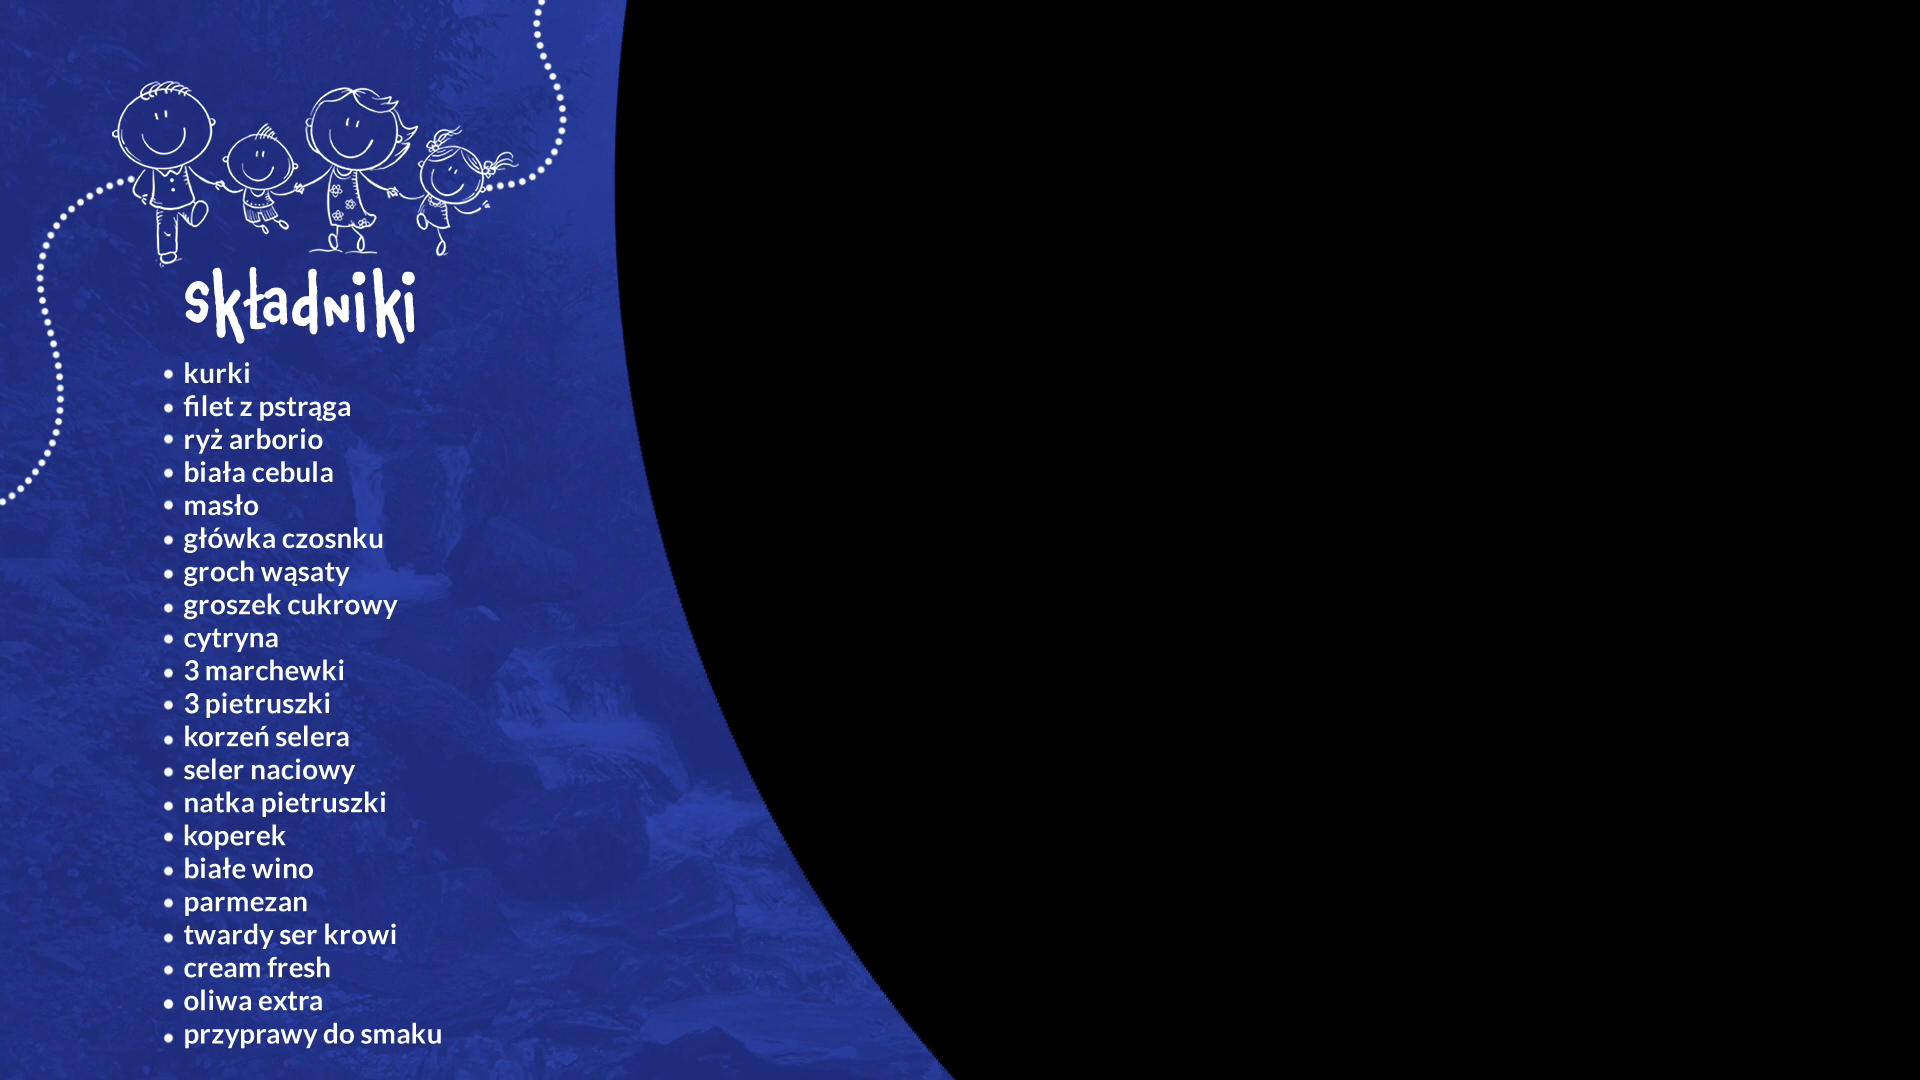 składniki
• kurki
• filet z pstrąga
• ryż arborio
• biała cebula
• masło
• główka czosnku
• groch wąsaty
• groszek cukrowy
• cytryna
• 3 marchewki
• 3 pietruszki
• korzeń selera
• seler naciowy
• natka pietruszki
• koperek
• białe wino
• parmezan
• twardy ser krowi
• cream fresh
• oliwa extra
• przyprawy do smaku